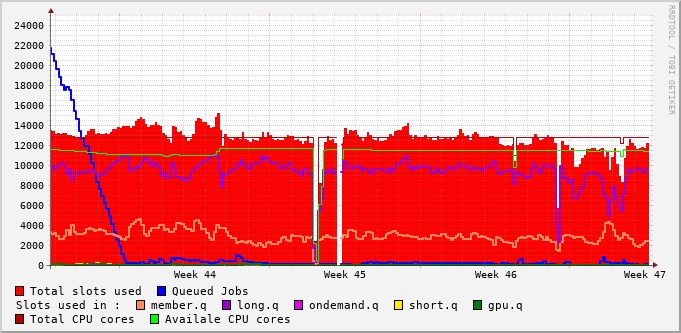 RRDTOOL / TOBI OETIKER
24000
22000
20000
18000
16000
14000
12000
10000
8000
6000
4000
2000
0
Week 44 Week 45 Week 46 Week 47
Total slots used Queued Jobs
Slots used in : member.q long.q ondemand.q short.q gpu.q
Total CPU cores Availale CPU cores